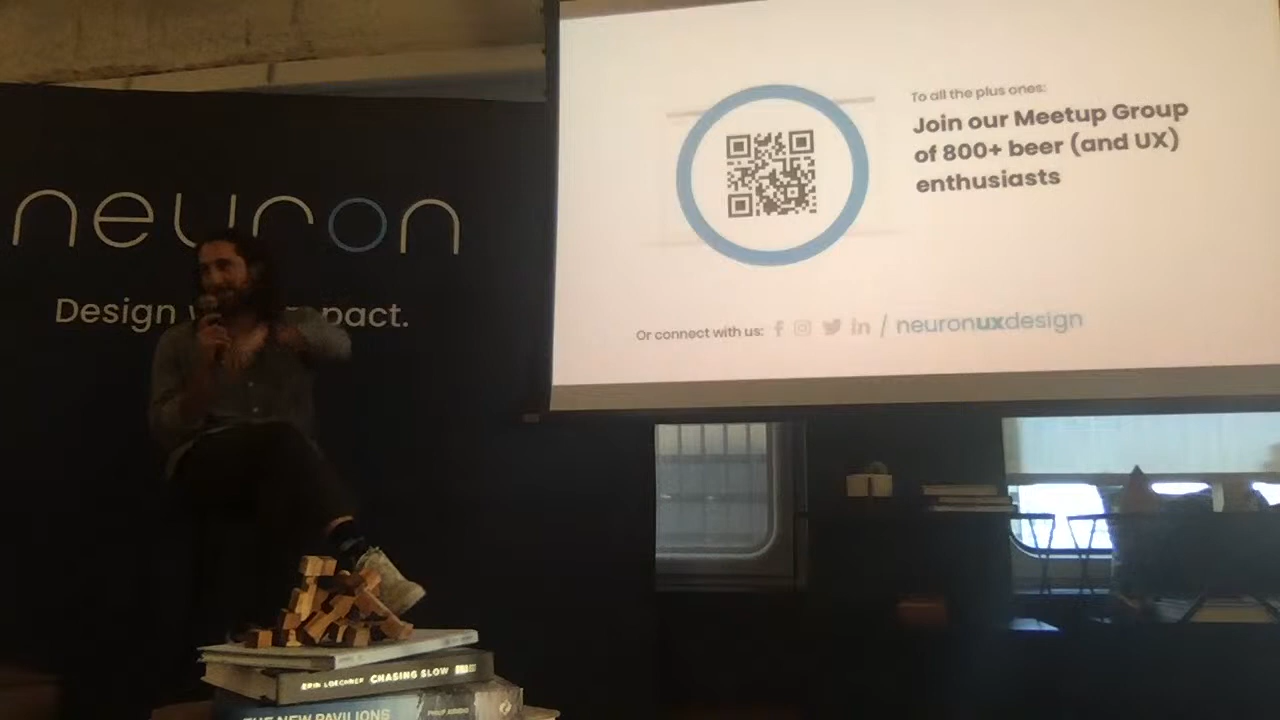 neuron
Design pact.
To all the plus ones:
Join our Meetup Group
of 800+ beer (and UX)
enthusiasts
Or connect with us: / neuronuxdesign
CHASING SLOW
THE NEW PAVILIONS